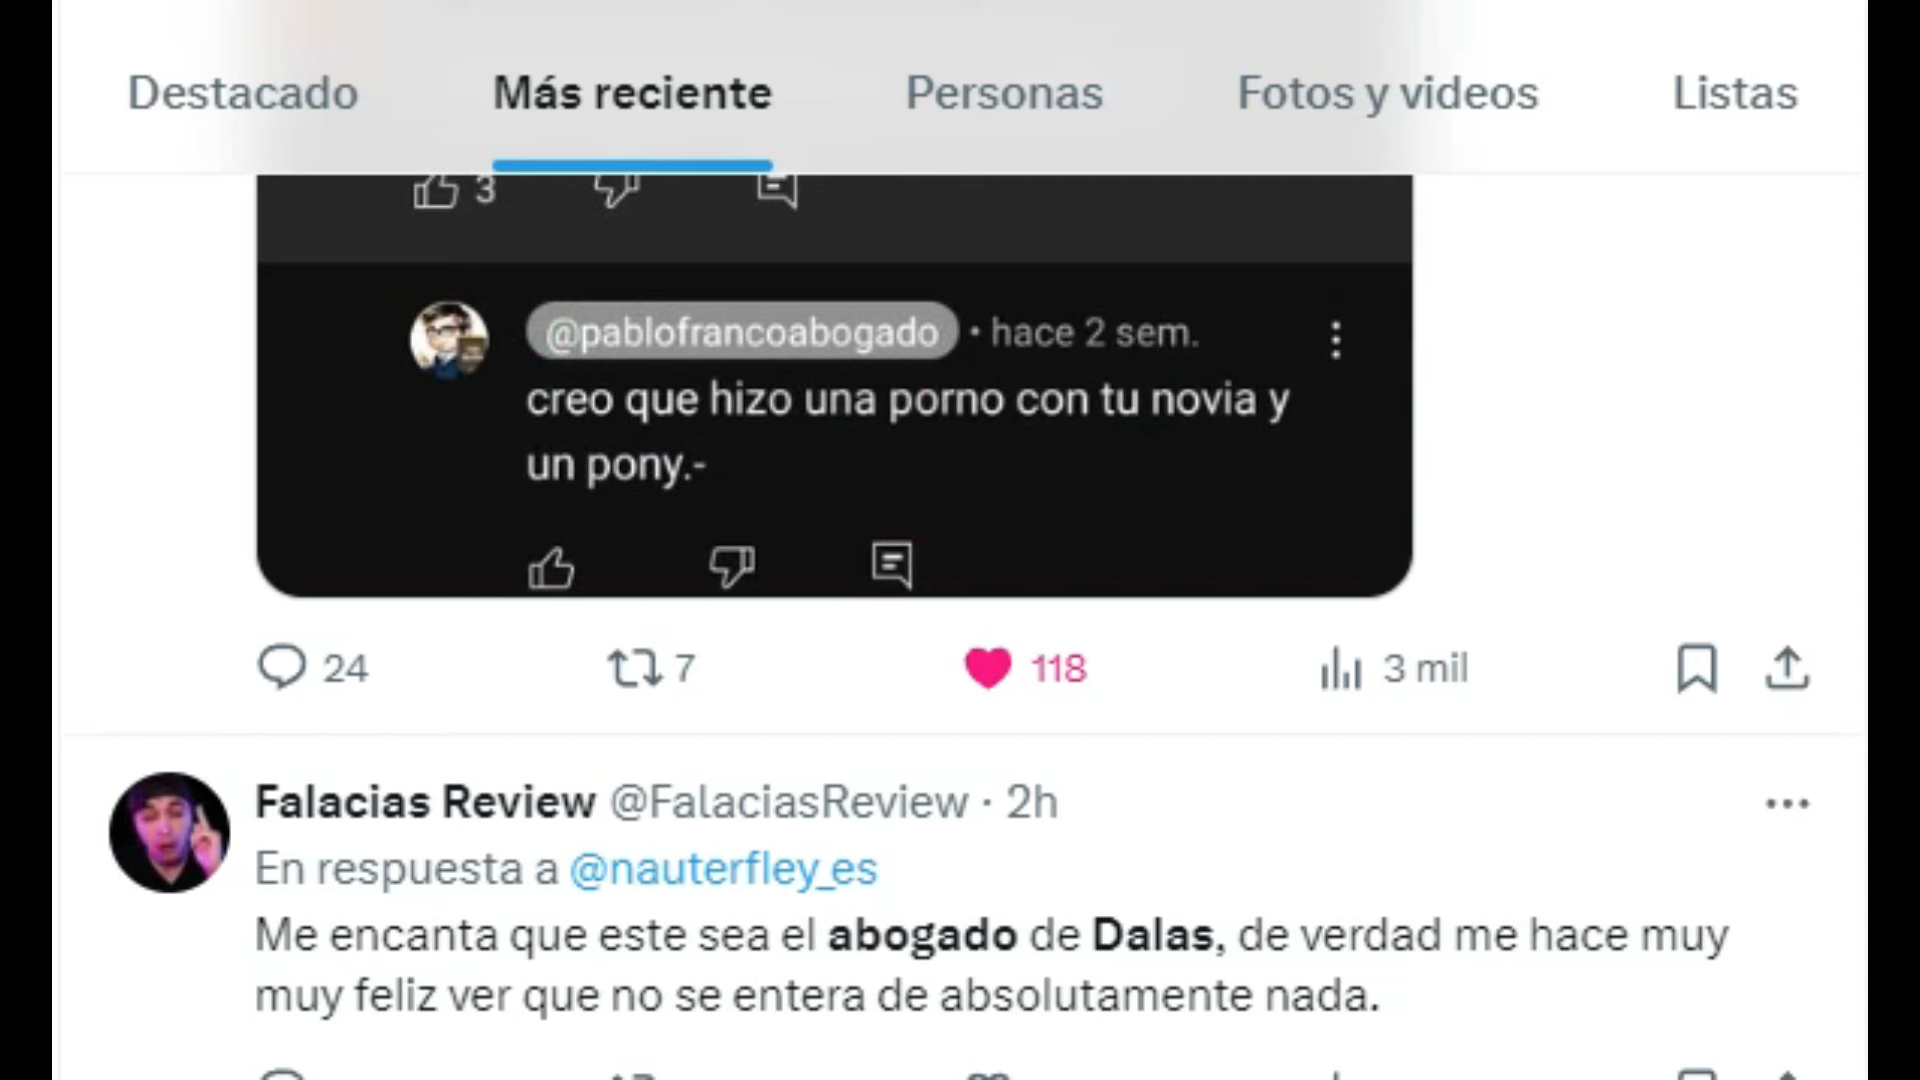 Destacado Más reciente Personas Fotos y videos Listas
3
@pablofrancoabogado • hace 2 sem.
creo que hizo una porno con tu novia y
un pony.-
24 7 118 3 mil
Falacias Review @FalaciasReview · 2h
En respuesta a @nauterfley_es
Me encanta que este sea el abogado de Dalas, de verdad me hace muy
muy feliz ver que no se entera de absolutamente nada.